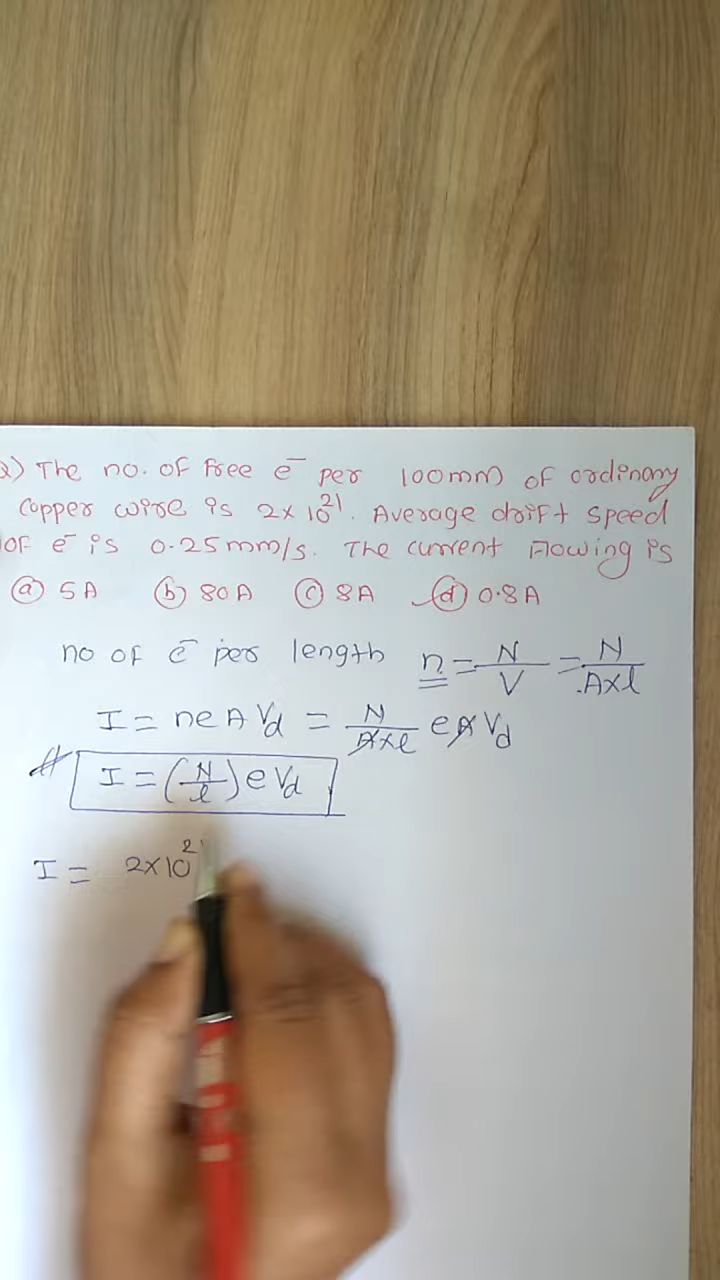 Q) The no. of free e⁻ per 100mm of ordinary
copper wire is 2×10²¹. Average drift speed
of e⁻ is 0.25mm/s. The current flowing is
ⓐ 5A ⓑ 80A ⓒ 8A ⓓ 0.8A
no of e⁻ per length n = N/V = N/A×l
I = neAVd = N/A×l eAVd
# I = (N/l)eVd
I = 2×10²¹